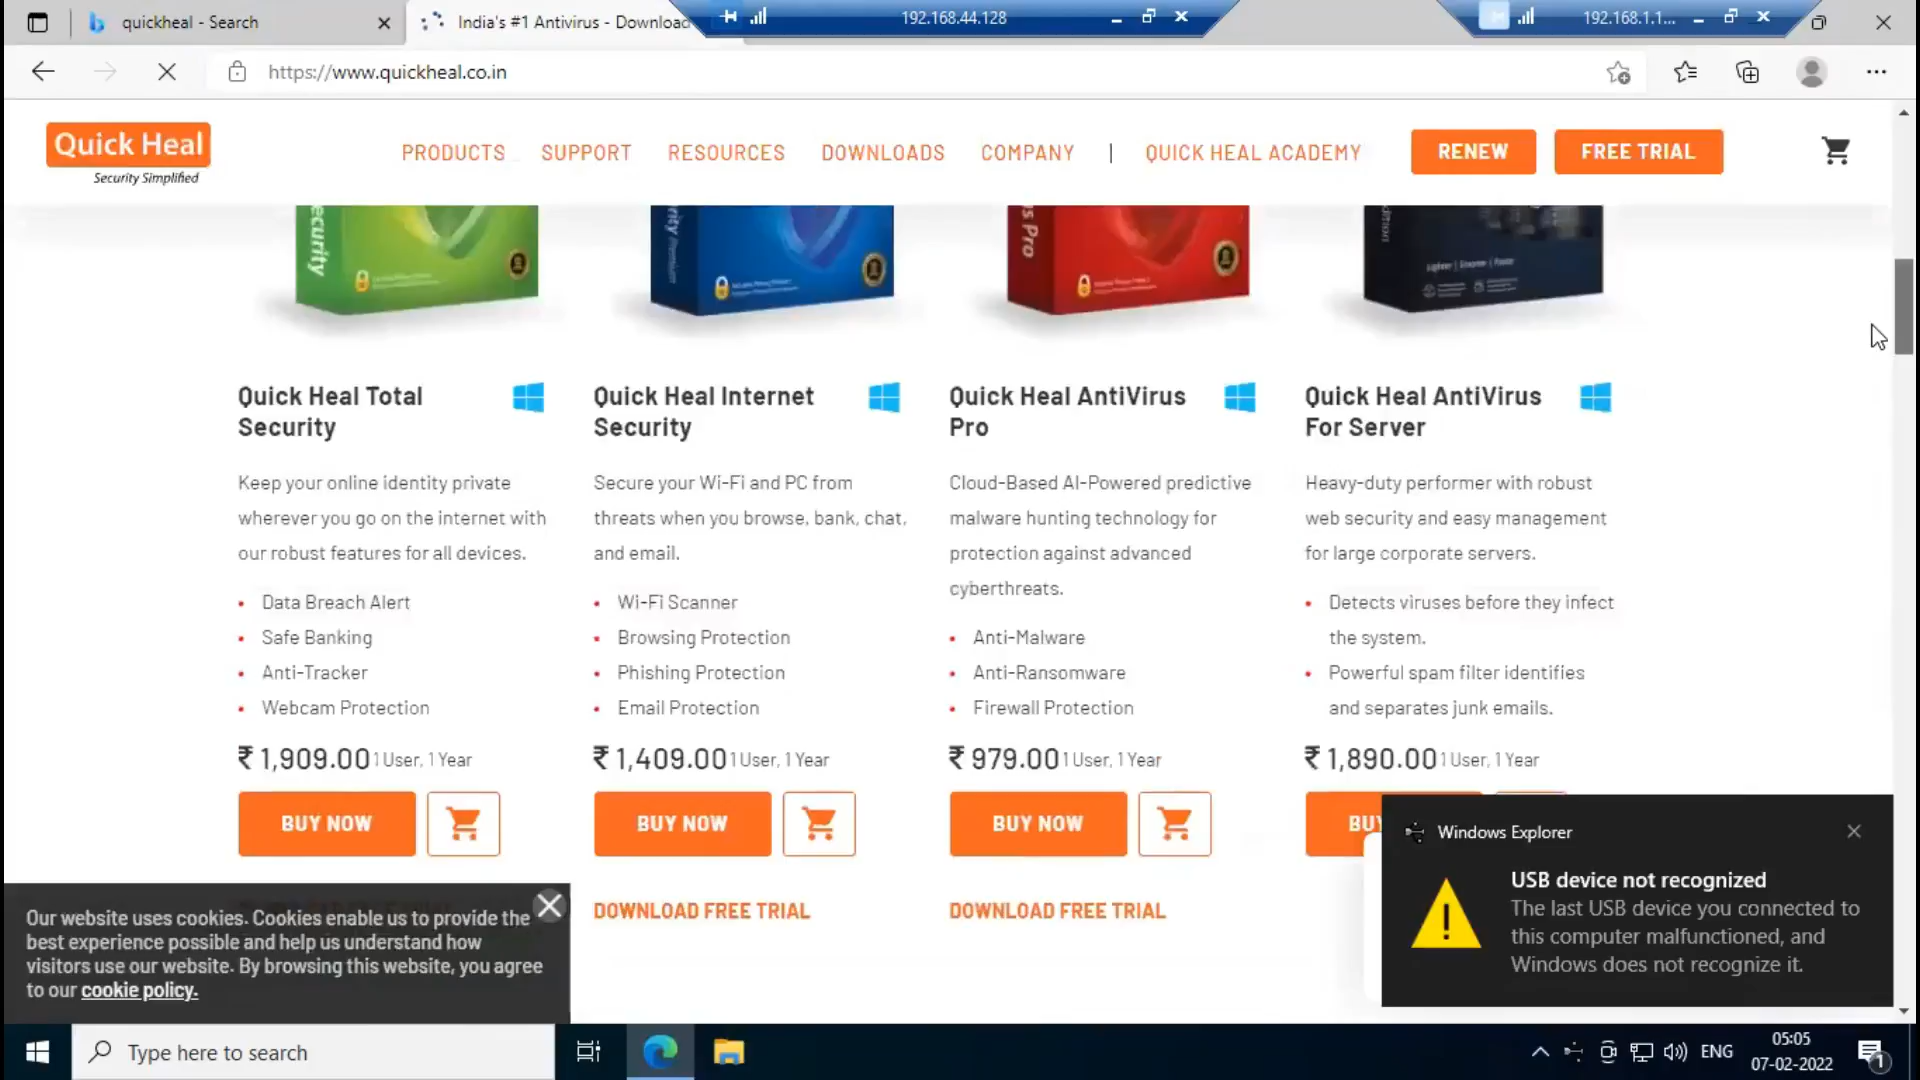 quickheal - Search
India's #1 Antivirus - Download
192.168.44.128
192.168.1.1...
https://www.quickheal.co.in
Quick Heal
Security Simplified
PRODUCTS
SUPPORT
RESOURCES
DOWNLOADS
COMPANY
|
QUICK HEAL ACADEMY
RENEW
FREE TRIAL
ecurity
rity Premium
us Pro
dition
Lighter | Smarter | Faster
Quick Heal Total
Security
Keep your online identity private
wherever you go on the internet with
our robust features for all devices.
• Data Breach Alert
• Safe Banking
• Anti-Tracker
• Webcam Protection
₹ 1,909.00 1 User, 1 Year
BUY NOW
Quick Heal Internet
Security
Secure your Wi-Fi and PC from
threats when you browse, bank, chat,
and email.
• Wi-Fi Scanner
• Browsing Protection
• Phishing Protection
• Email Protection
₹ 1,409.00 1 User, 1 Year
BUY NOW
DOWNLOAD FREE TRIAL
Quick Heal AntiVirus
Pro
Cloud-Based AI-Powered predictive
malware hunting technology for
protection against advanced
cyberthreats.
• Anti-Malware
• Anti-Ransomware
• Firewall Protection
₹ 979.00 1 User, 1 Year
BUY NOW
DOWNLOAD FREE TRIAL
Quick Heal AntiVirus
For Server
Heavy-duty performer with robust
web security and easy management
for large corporate servers.
• Detects viruses before they infect
the system.
• Powerful spam filter identifies
and separates junk emails.
₹ 1,890.00 1 User, 1 Year
BU
Our website uses cookies. Cookies enable us to provide the
best experience possible and help us understand how
visitors use our website. By browsing this website, you agree
to our cookie policy.
Windows Explorer
USB device not recognized
The last USB device you connected to
this computer malfunctioned, and
Windows does not recognize it.
Type here to search
ENG
05:05
07-02-2022
1